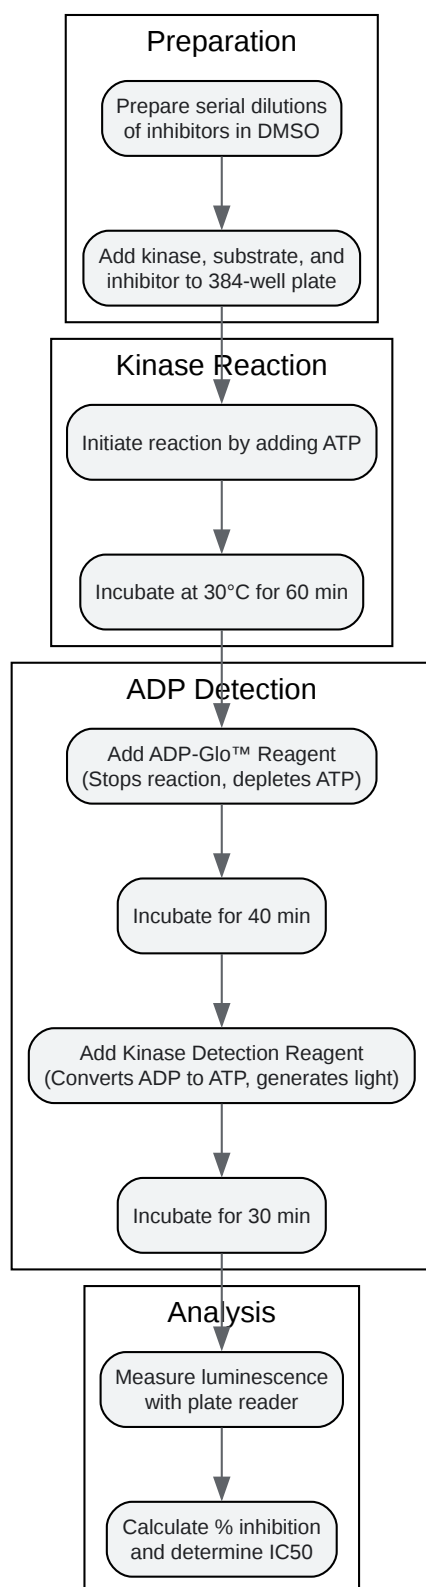 Preparation
Prepare serial dilutions
of inhibitors in DMSO
Add kinase, substrate, and
inhibitor to 384-well plate
Kinase Reaction
Initiate reaction by adding ATP
Incubate at 30°C for 60 min
ADP Detection
Add ADP-Glo™ Reagent
(Stops reaction, depletes ATP)
Incubate for 40 min
Add Kinase Detection Reagent
(Converts ADP to ATP, generates light)
Incubate for 30 min
Analysis
Measure luminescence
with plate reader
Calculate % inhibition
and determine IC50